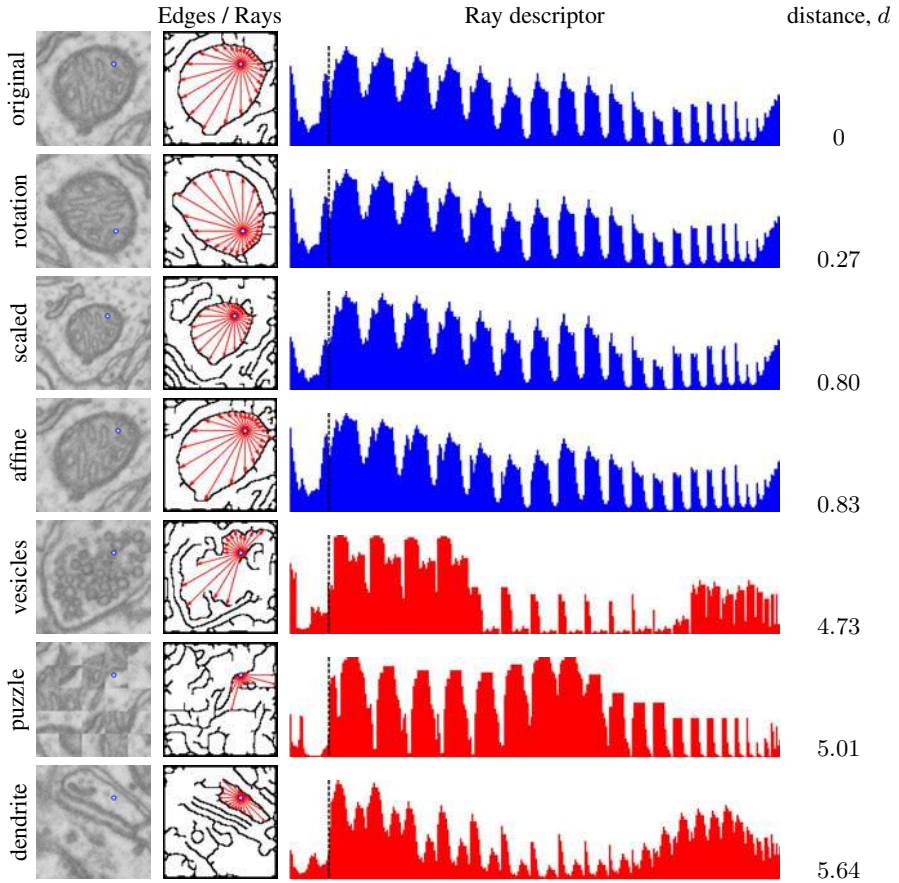 Edges / Rays Ray descriptor distance, d
original 0
rotation 0.27
scaled 0.80
affine 0.83
vesicles 4.73
puzzle 5.01
dendrite 5.64